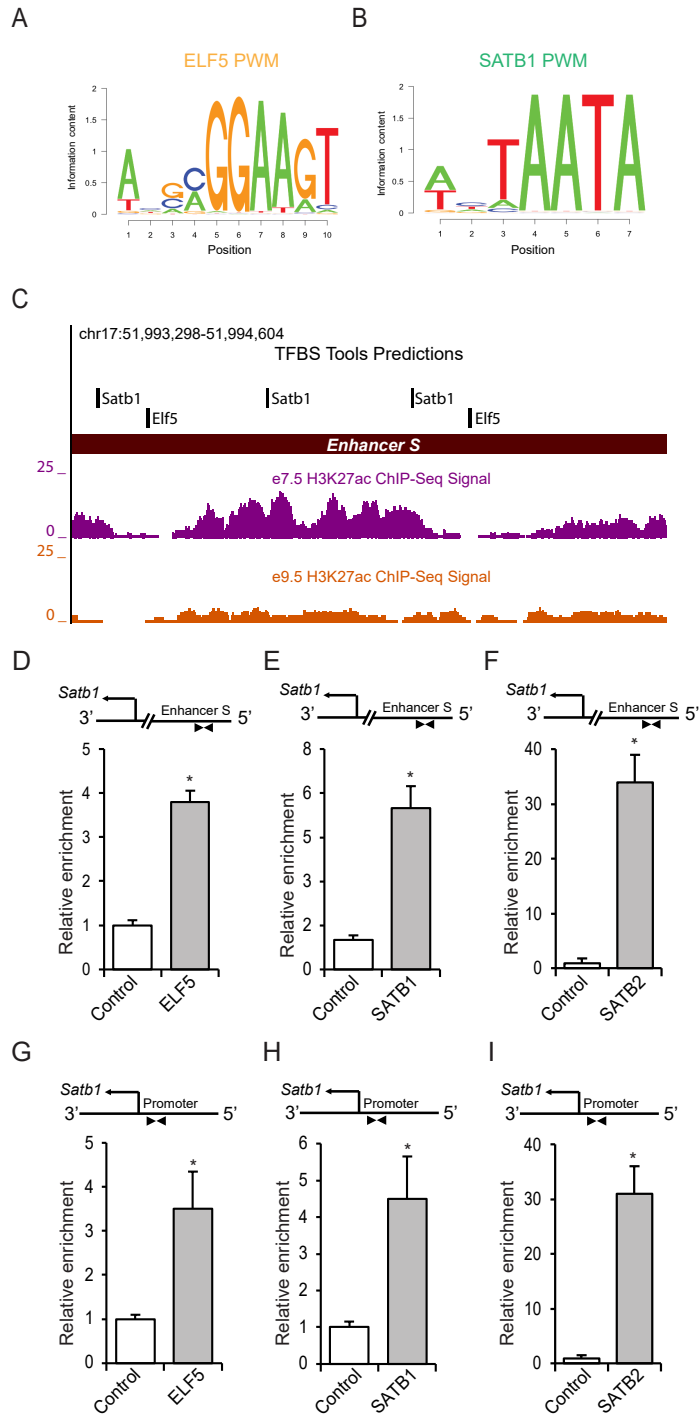 A
B
ELF5 PWM
SATB1 PWM
Information content
2
1.5
1
0.5
0
1 2 3 4 5 6 7 8 9 10
Position
Information content
2
1.5
1
0.5
0
1 2 3 4 5 6 7
Position
C
chr17:51,993,298-51,994,604
TFBS Tools Predictions
Satb1
Satb1
Satb1
Elf5
Elf5
Enhancer S
25
e7.5 H3K27ac ChIP-Seq Signal
0
25
e9.5 H3K27ac ChIP-Seq Signal
0
D
Satb1
3’
Enhancer S
5’
Relative enrichment
5
4
3
2
1
0
*
Control
ELF5
E
Satb1
3’
Enhancer S
5’
Relative enrichment
8
6
5
3
2
0
*
Control
SATB1
F
Satb1
3’
Enhancer S
5’
Relative enrichment
40
30
20
10
0
*
Control
SATB2
G
Satb1
3’
Promoter
5’
Relative enrichment
5
4
3
2
1
0
*
Control
ELF5
H
Satb1
3’
Promoter
5’
Relative enrichment
6
5
4
3
2
1
0
*
Control
SATB1
I
Satb1
3’
Promoter
5’
Relative enrichment
40
30
20
10
0
*
Control
SATB2